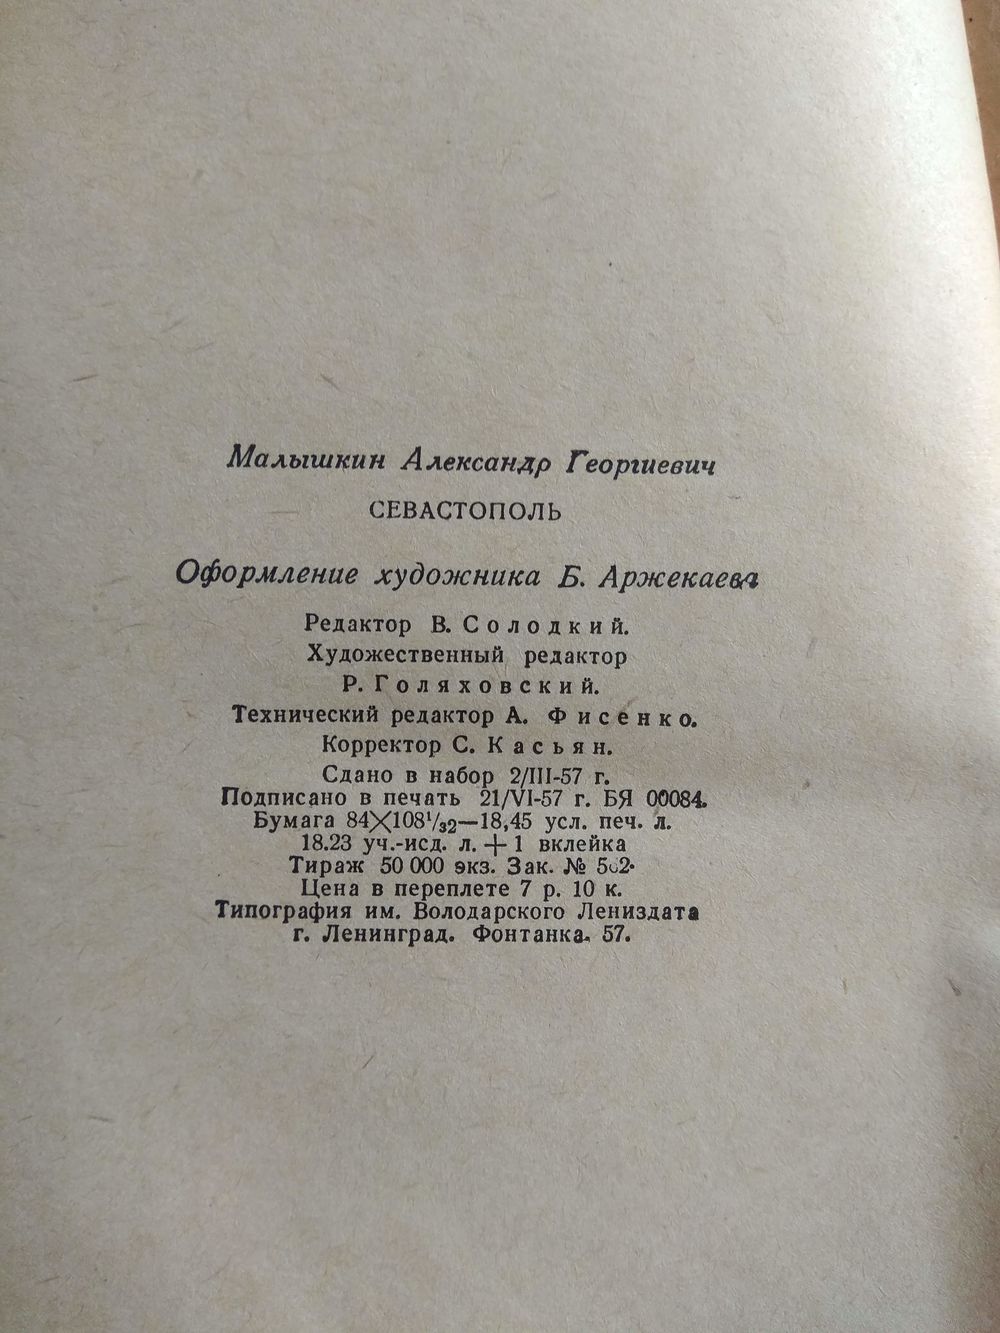 Малышкин Александр Георгиевич
СЕВАСТОПОЛЬ
Оформление художника Б. Аржекаева
Редактор В. Солодкий.
Художественный редактор
Р. Голяховский.
Технический редактор А. Фисенко.
Корректор С. Касьян.
Сдано в набор 2/III-57 г.
Подписано в печать 21/VI-57 г. БЯ 00084.
Бумага 84×108¹/₃₂—18,45 усл. печ. л.
18.23 уч.-исд. л. + 1 вклейка
Тираж 50 000 экз. Зак. №
Цена в переплете 7 р. 10 к.
Типография им. Володарского Лениздата
г. Ленинград. Фонтанка. 57.